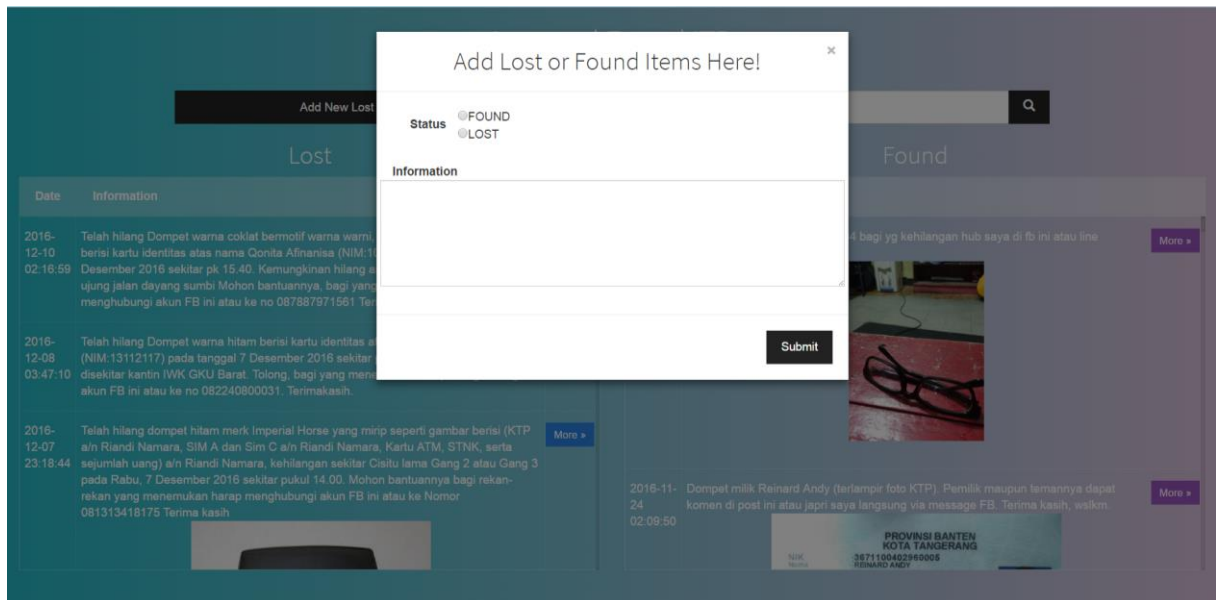 Add Lost or Found Items Here!
×
Status
FOUND
LOST
Information
Submit
Add New Lost
Lost
Date Information
2016-12-10 02:16:59
Telah hilang Dompet warna coklat bermotif warna warni,
berisi kartu identitas atas nama Qonita Afinanisa (NIM:1
Desember 2016 sekitar pk 15.40. Kemungkinan hilang
ujung jalan dayang sumbi Mohon bantuannya, bagi yang
menghubungi akun FB ini atau ke no 087887971561
2016-12-08 03:47:10
Telah hilang Dompet warna hitam berisi kartu identitas
(NIM:13112117) pada tanggal 7 Desember 2016 sekitar
disekitar kantin IWK GKU Barat. Tolong, bagi yang
akun FB ini atau ke no 082240800031. Terimakasih.
2016-12-07 23:18:44
Telah hilang dompet hitam merk Imperial Horse yang mirip seperti gambar berisi (KTP
a/n Riandi Namara, SIM A dan Sim C a/n Riandi Namara, Kartu ATM, STNK, serta
sejumlah uang) a/n Riandi Namara, kehilangan sekitar Cisitu lama Gang 2 atau Gang 3
pada Rabu, 7 Desember 2016 sekitar pukul 14.00. Mohon bantuannya bagi rekan-
rekan yang menemukan harap menghubungi akun FB ini atau ke Nomor
081313418175 Terima kasih
More »
Found
4 bagi yg kehilangan hub saya di fb ini atau line
More »
2016-11-24 02:09:50
Dompet milik Reinard Andy (terlampir foto KTP). Pemilik maupun temannya dapat
komen di post ini atau japri saya langsung via message FB. Terima kasih, wslkm.
More »
PROVINSI BANTEN
KOTA TANGERANG
NIK 3671100402960005
Nama REINARD ANDY